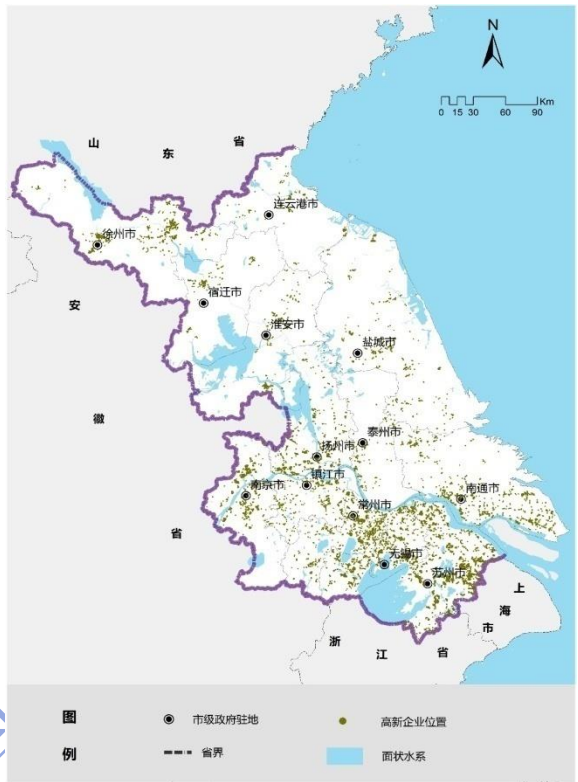 N
Km
0 15 30 60 90
山东省
连云港市
徐州市
宿迁市
安徽省
淮安市
盐城市
泰州市
扬州市
镇江市
南京市
南通市
常州市
无锡市
苏州市
上海市
浙江省
图例
市级政府驻地
高新企业位置
省界
面状水系